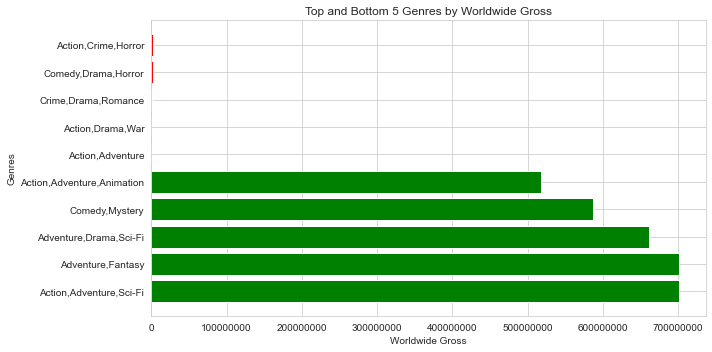 Top and Bottom 5 Genres by Worldwide Gross
Genres
Action,Crime,Horror
Comedy,Drama,Horror
Crime,Drama,Romance
Action,Drama,War
Action,Adventure
Action,Adventure,Animation
Comedy,Mystery
Adventure,Drama,Sci-Fi
Adventure,Fantasy
Action,Adventure,Sci-Fi
0 100000000 200000000 300000000 400000000 500000000 600000000 700000000
Worldwide Gross